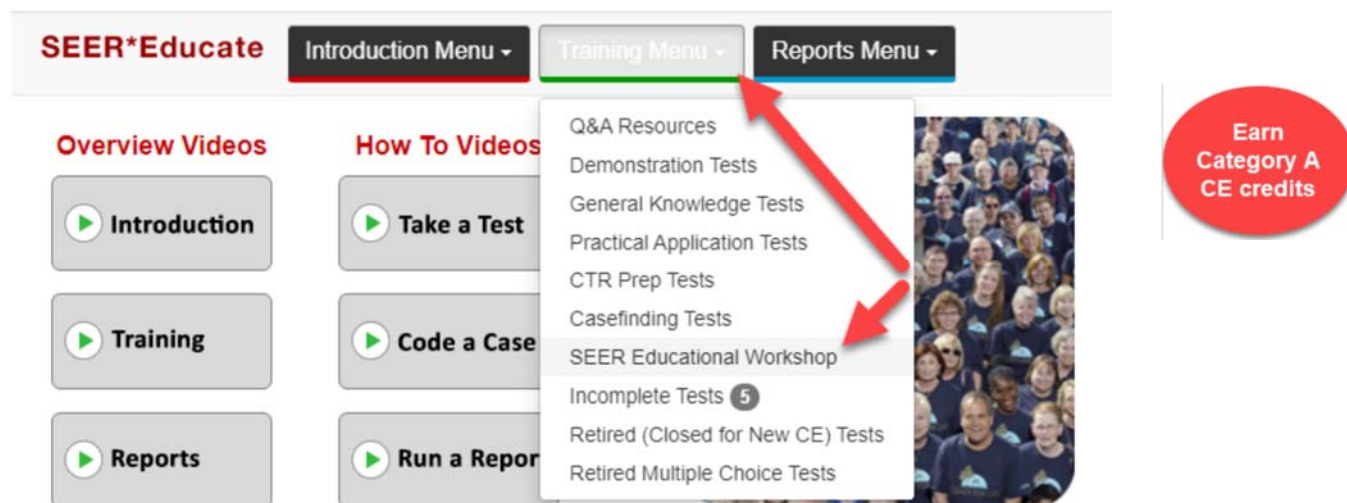 SEER*Educate
Introduction Menu
Training Menu
Reports Menu
Overview Videos
Introduction
Training
Reports
How To Videos
Take a Test
Code a Case
Run a Repor
Q&A Resources
Demonstration Tests
General Knowledge Tests
Practical Application Tests
CTR Prep Tests
Casefinding Tests
SEER Educational Workshop
Incomplete Tests 5
Retired (Closed for New CE) Tests
Retired Multiple Choice Tests
Earn
Category A
CE credits